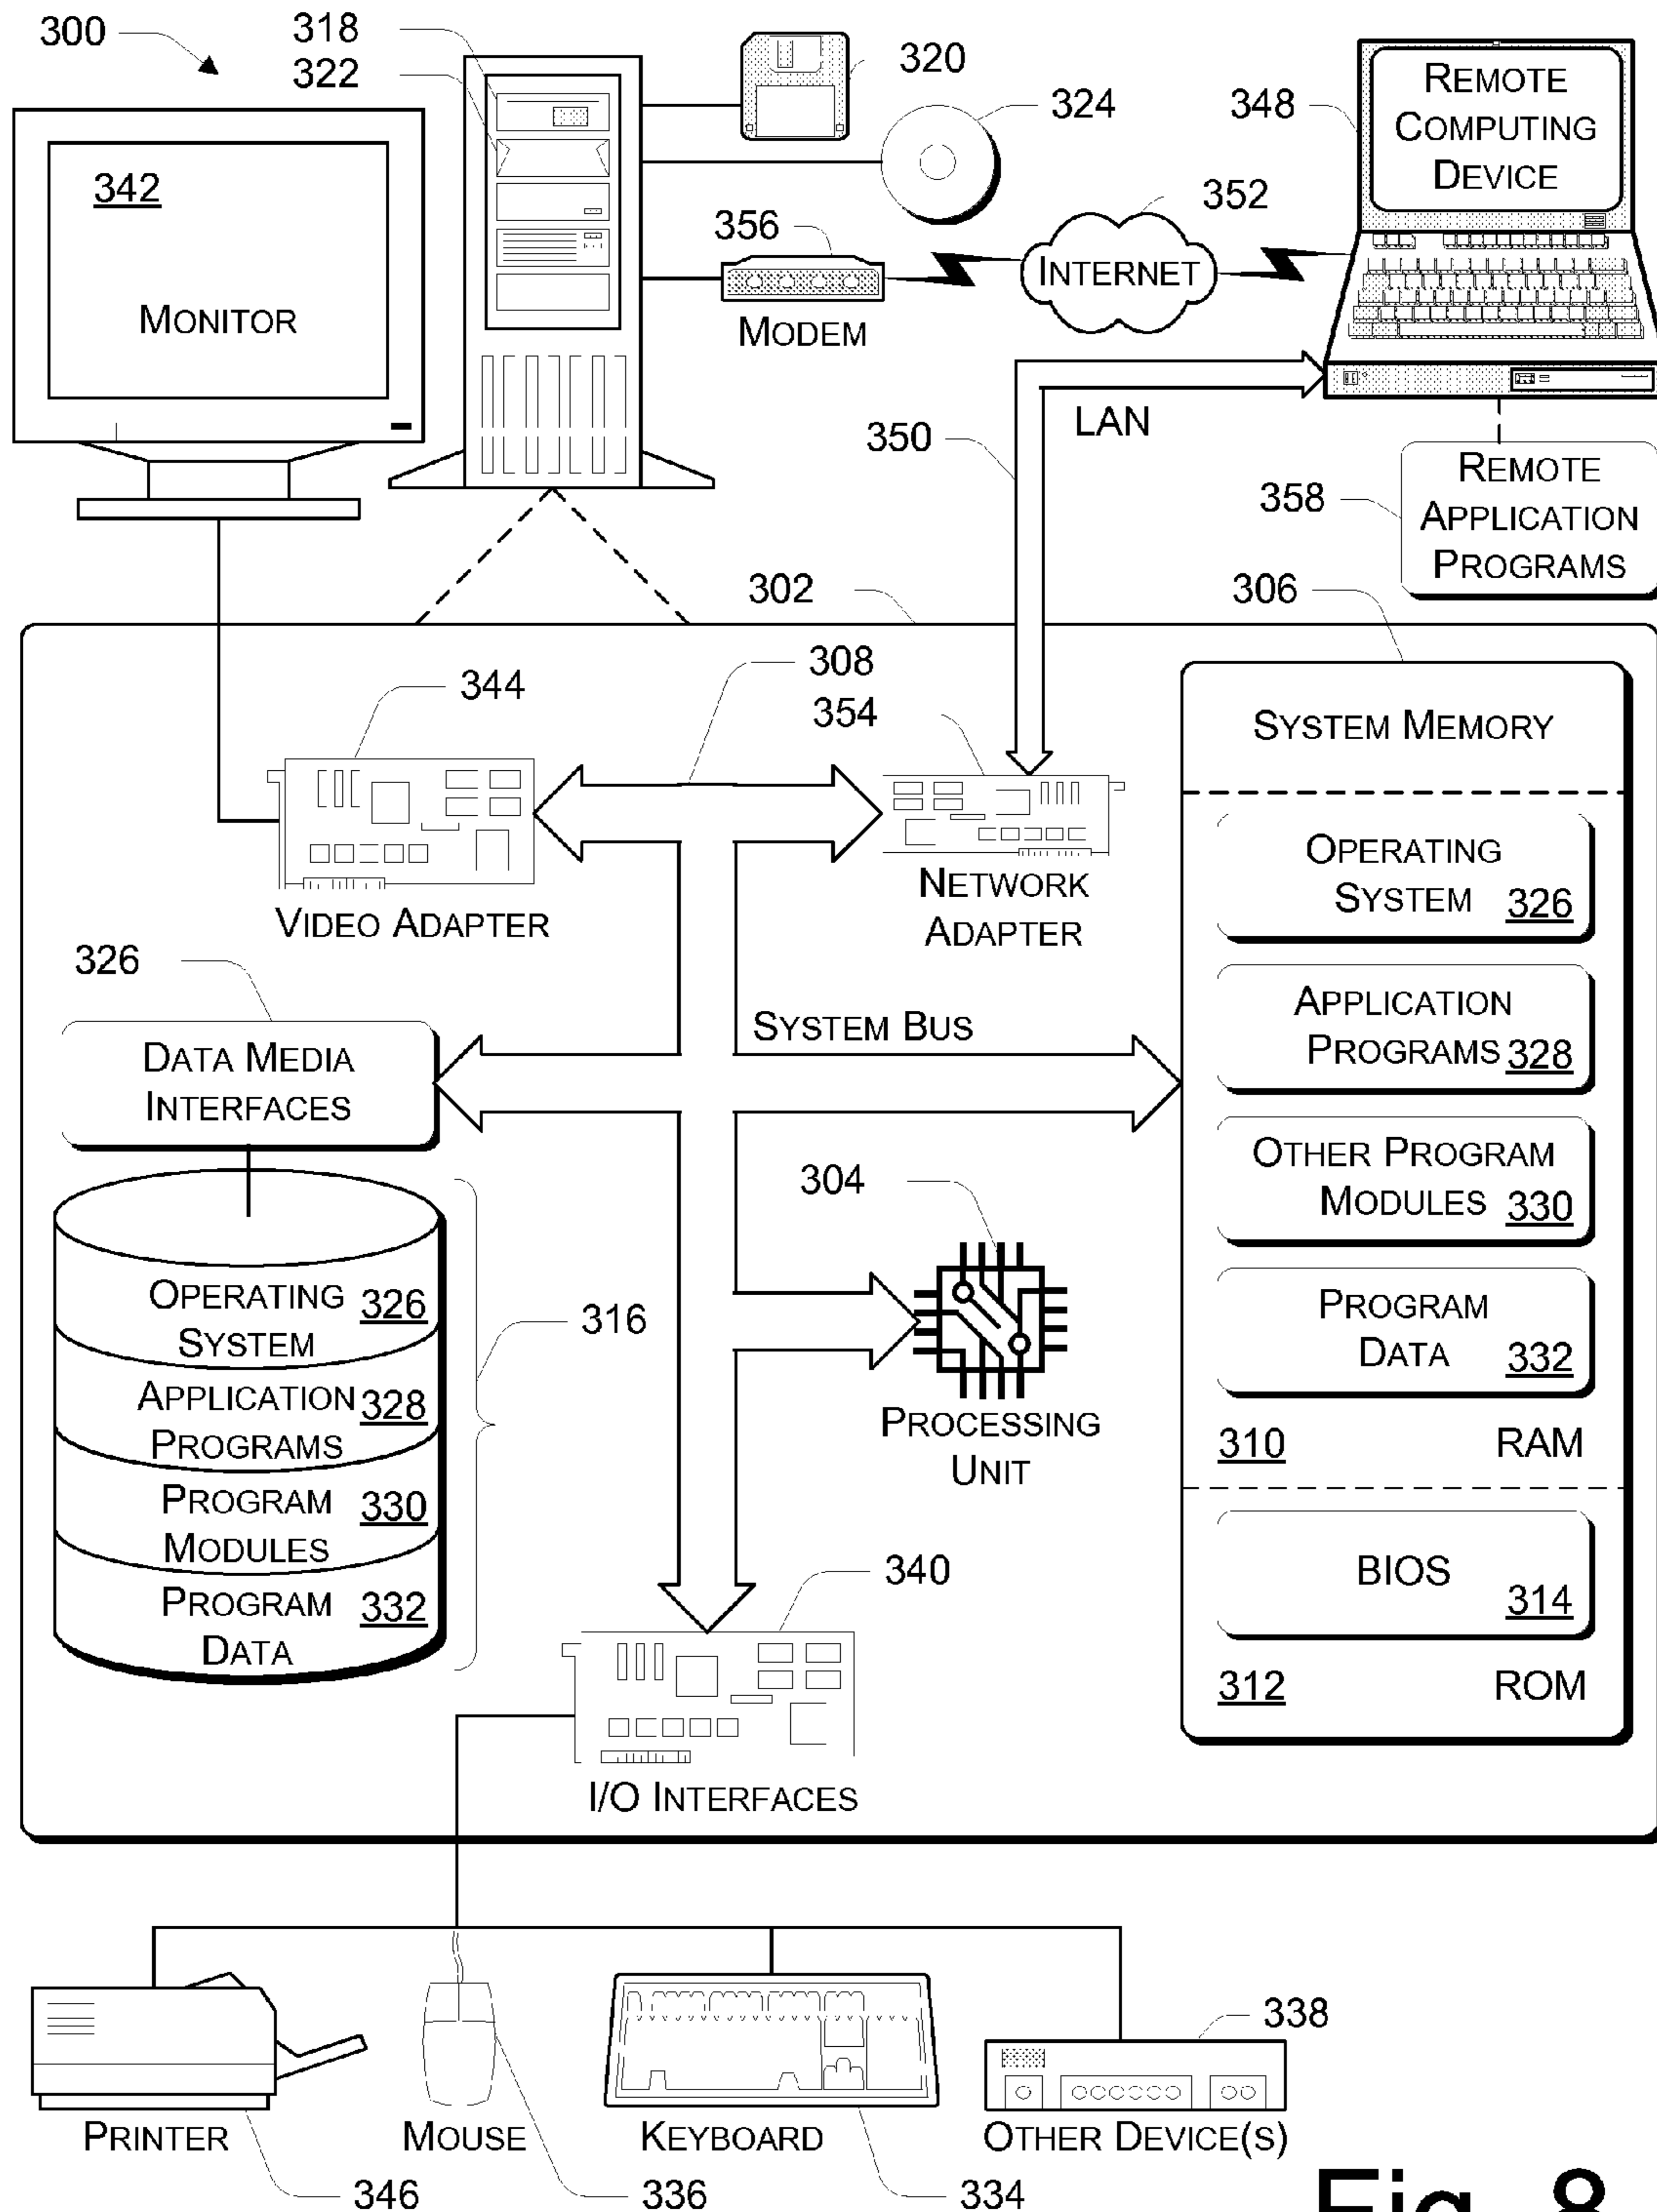 300
318
322
320
324
348
REMOTE
COMPUTING
DEVICE
342
MONITOR
356
MODEM
352
INTERNET
350
LAN
358
REMOTE
APPLICATION
PROGRAMS
302
306
308
344
354
VIDEO ADAPTER
NETWORK
ADAPTER
SYSTEM MEMORY
OPERATING
SYSTEM 326
APPLICATION
PROGRAMS 328
OTHER PROGRAM
MODULES 330
PROGRAM
DATA 332
310 RAM
BIOS
314
312 ROM
326
DATA MEDIA
INTERFACES
SYSTEM BUS
304
PROCESSING
UNIT
OPERATING 326
SYSTEM
APPLICATION 328
PROGRAMS
PROGRAM 330
MODULES
PROGRAM 332
DATA
316
340
I/O INTERFACES
338
PRINTER
MOUSE
KEYBOARD
OTHER DEVICE(S)
346
336
334
Fig. 8